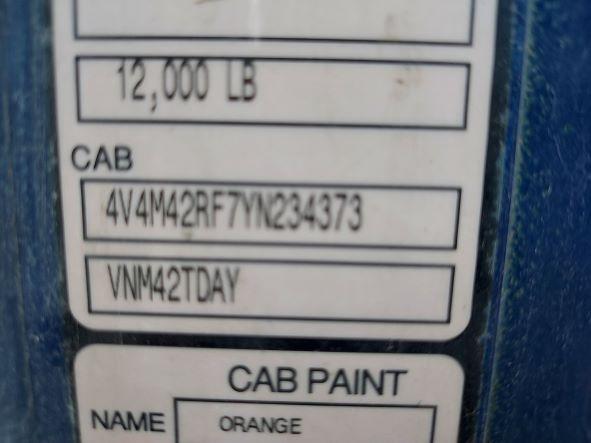 12,000 LB
CAB
4V4M42RF7YN234373
VNM42TDAY
CAB PAINT
NAME ORANGE